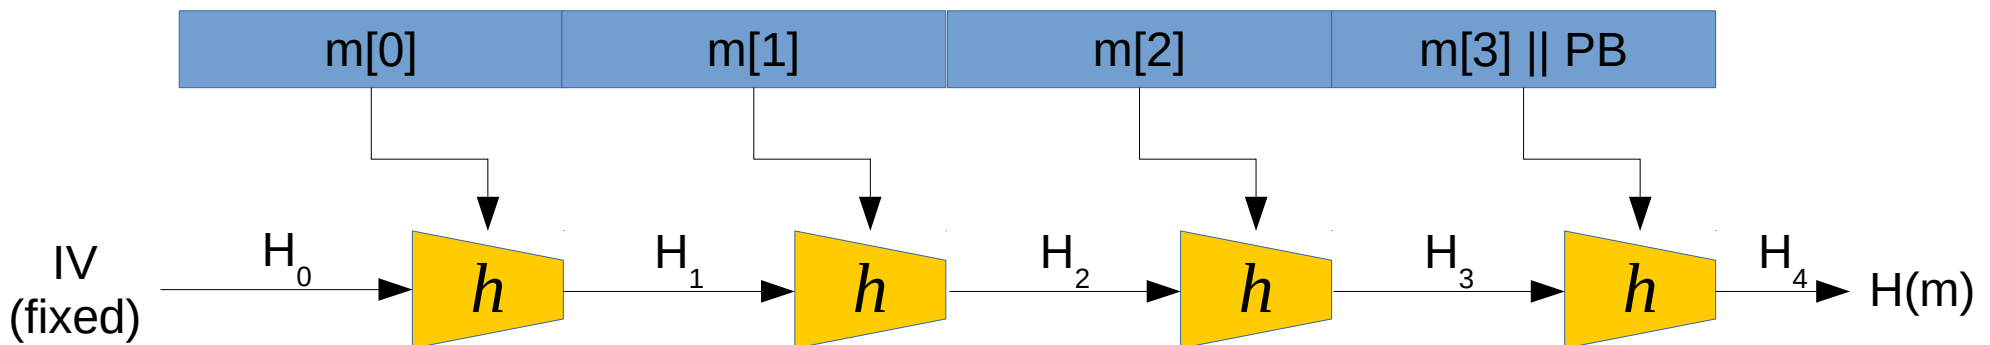 m[0] m[1] m[2] m[3] || PB
IV
(fixed)
H0 H1 H2 H3 H4
h h h h
H(m)